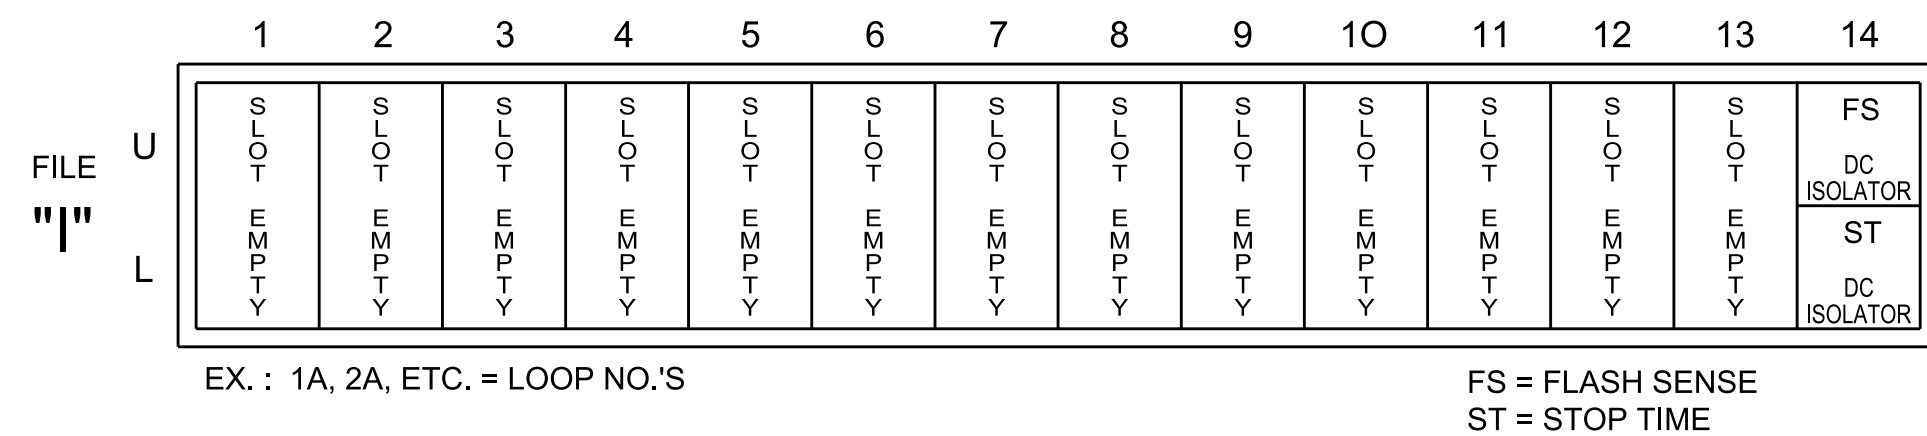 1 2 3 4 5 6 7 8 9 10 11 12 13 14
FILE
"I"
U
L
SLOT EMPTY
SLOT EMPTY
SLOT EMPTY
SLOT EMPTY
SLOT EMPTY
SLOT EMPTY
SLOT EMPTY
SLOT EMPTY
SLOT EMPTY
SLOT EMPTY
SLOT EMPTY
SLOT EMPTY
SLOT EMPTY
FS
DC
ISOLATOR
ST
DC
ISOLATOR
EX. : 1A, 2A, ETC. = LOOP NO.'S
FS = FLASH SENSE
ST = STOP TIME